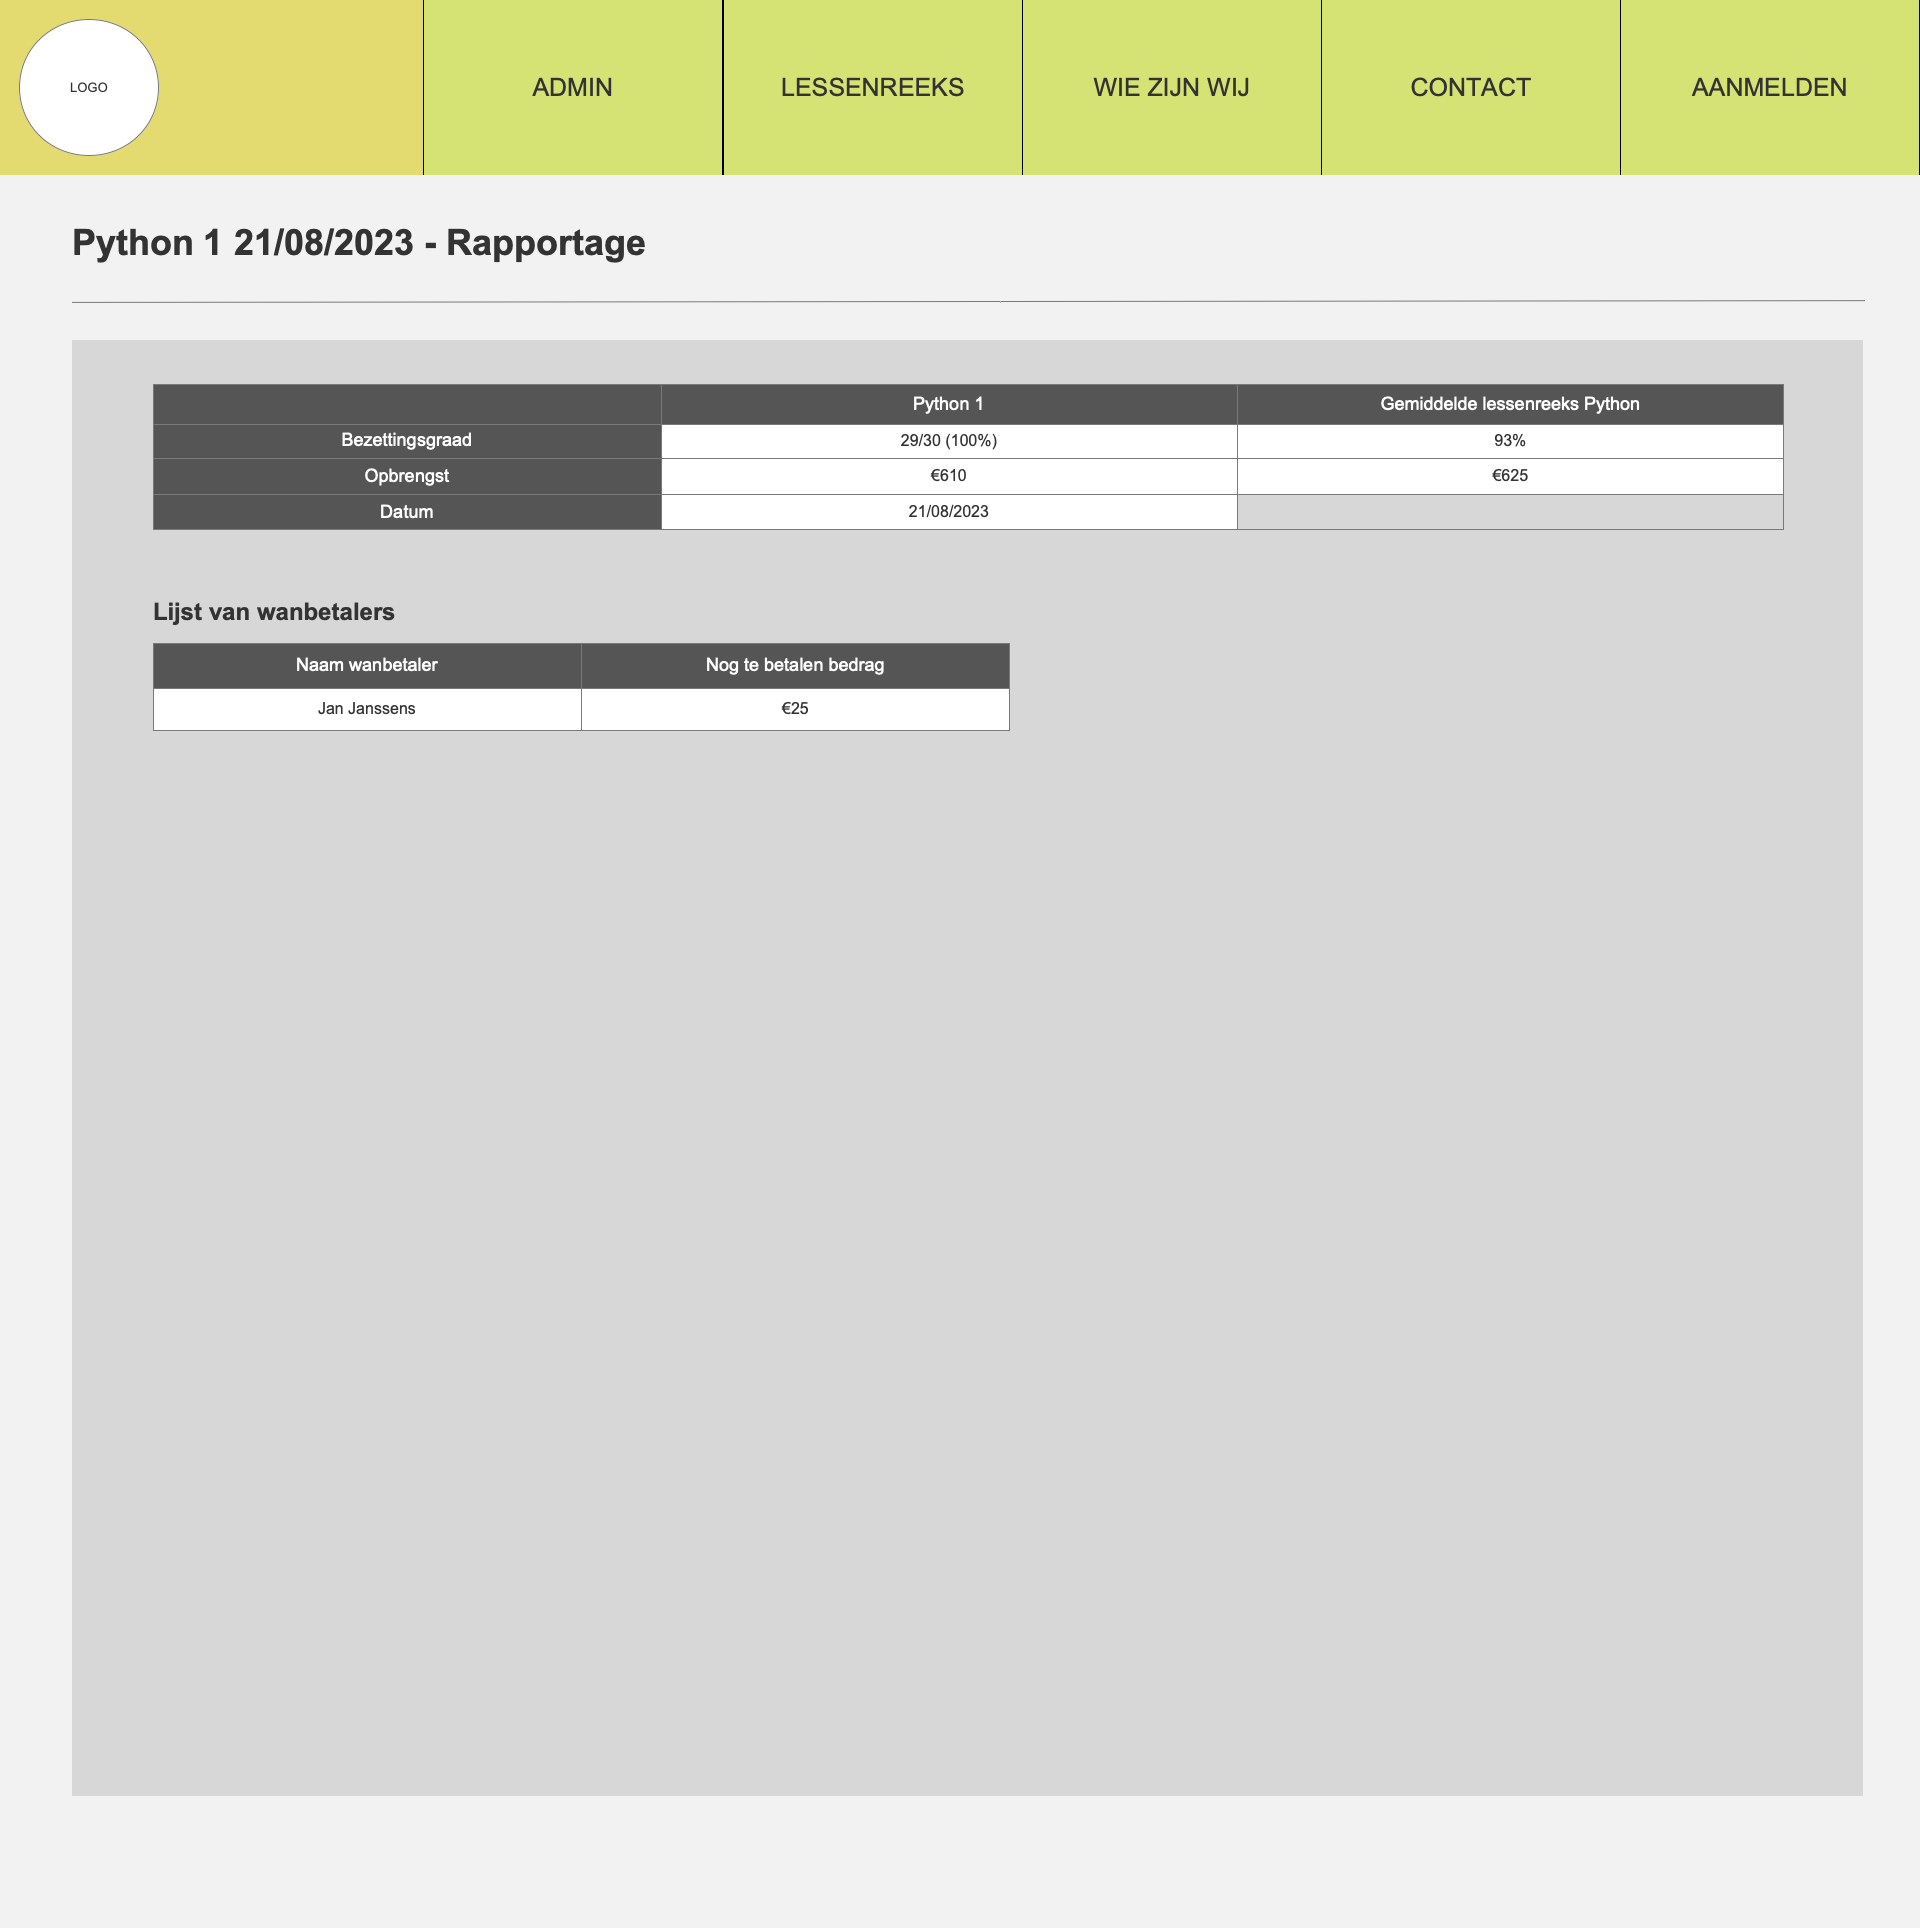 LOGO
ADMIN
LESSENREEKS
WIE ZIJN WIJ
CONTACT
AANMELDEN
Python 1 21/08/2023 - Rapportage
Python 1 Gemiddelde lessenreeks Python
Bezettingsgraad 29/30 (100%) 93%
Opbrengst €610 €625
Datum 21/08/2023
Lijst van wanbetalers
Naam wanbetaler Nog te betalen bedrag
Jan Janssens €25